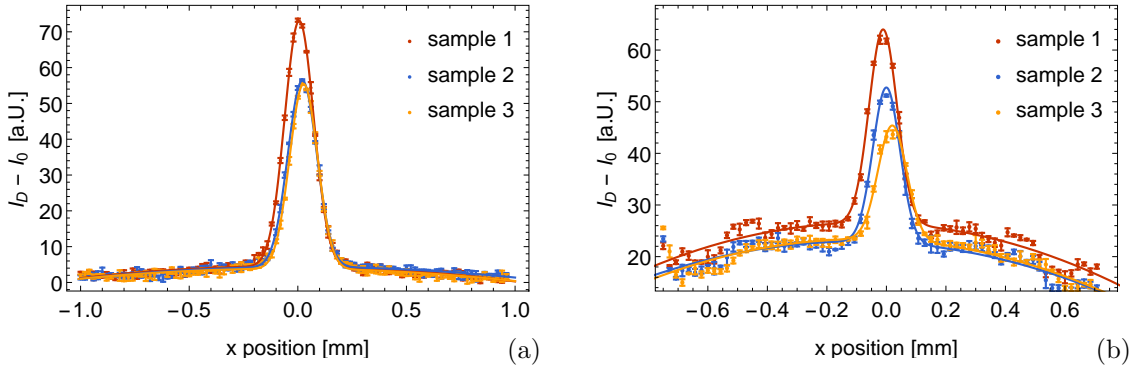 70
60
50
40
30
20
10
0
I_D − I_0 [a.U.]
sample 1
sample 2
sample 3
−1.0 −0.5 0.0 0.5 1.0
x position [mm]
(a)
60
50
40
30
20
I_D − I_0 [a.U.]
sample 1
sample 2
sample 3
−0.6 −0.4 −0.2 0.0 0.2 0.4 0.6
x position [mm]
(b)